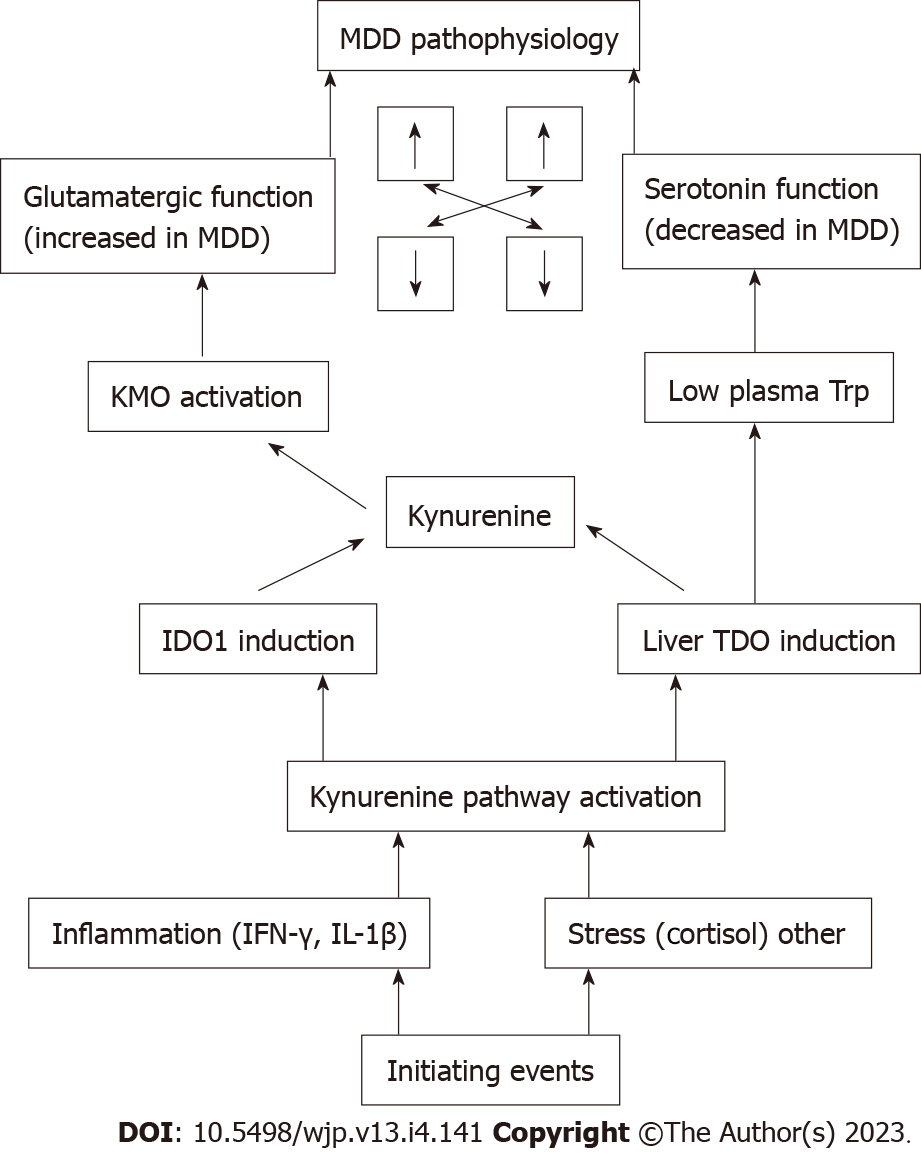 MDD pathophysiology
Glutamatergic function
(increased in MDD)
Serotonin function
(decreased in MDD)
KMO activation
Low plasma Trp
Kynurenine
IDO1 induction
Liver TDO induction
Kynurenine pathway activation
Inflammation (IFN-γ, IL-1β)
Stress (cortisol) other
Initiating events
DOI: 10.5498/wjp.v13.i4.141 Copyright ©The Author(s) 2023.